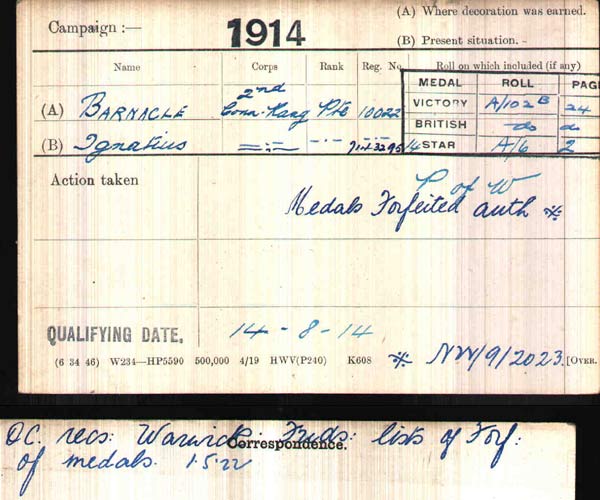 Campaign :— 1914
(A) Where decoration was earned.
(B) Present situation. -
Name Corps Rank Reg. No. Roll on which included (if any)
MEDAL ROLL PAGE
(A) BARNACLE 2nd Conn. Rang Pte 10022 VICTORY A/102B 24
BRITISH do do
(B) Ignatius —"— —"— STAR A/6 2
Action taken
P of W
Medals Forfeited auth ※
QUALIFYING DATE. 14 - 8 - 14
(6 34 46) W234—HP5590 500,000 4/19 HWV(P240) K608 ※ NW/9/2023. [OVER.
Correspondence.
O.C. recs: Warwick: lists of Forf:
of medals. 1.5.22